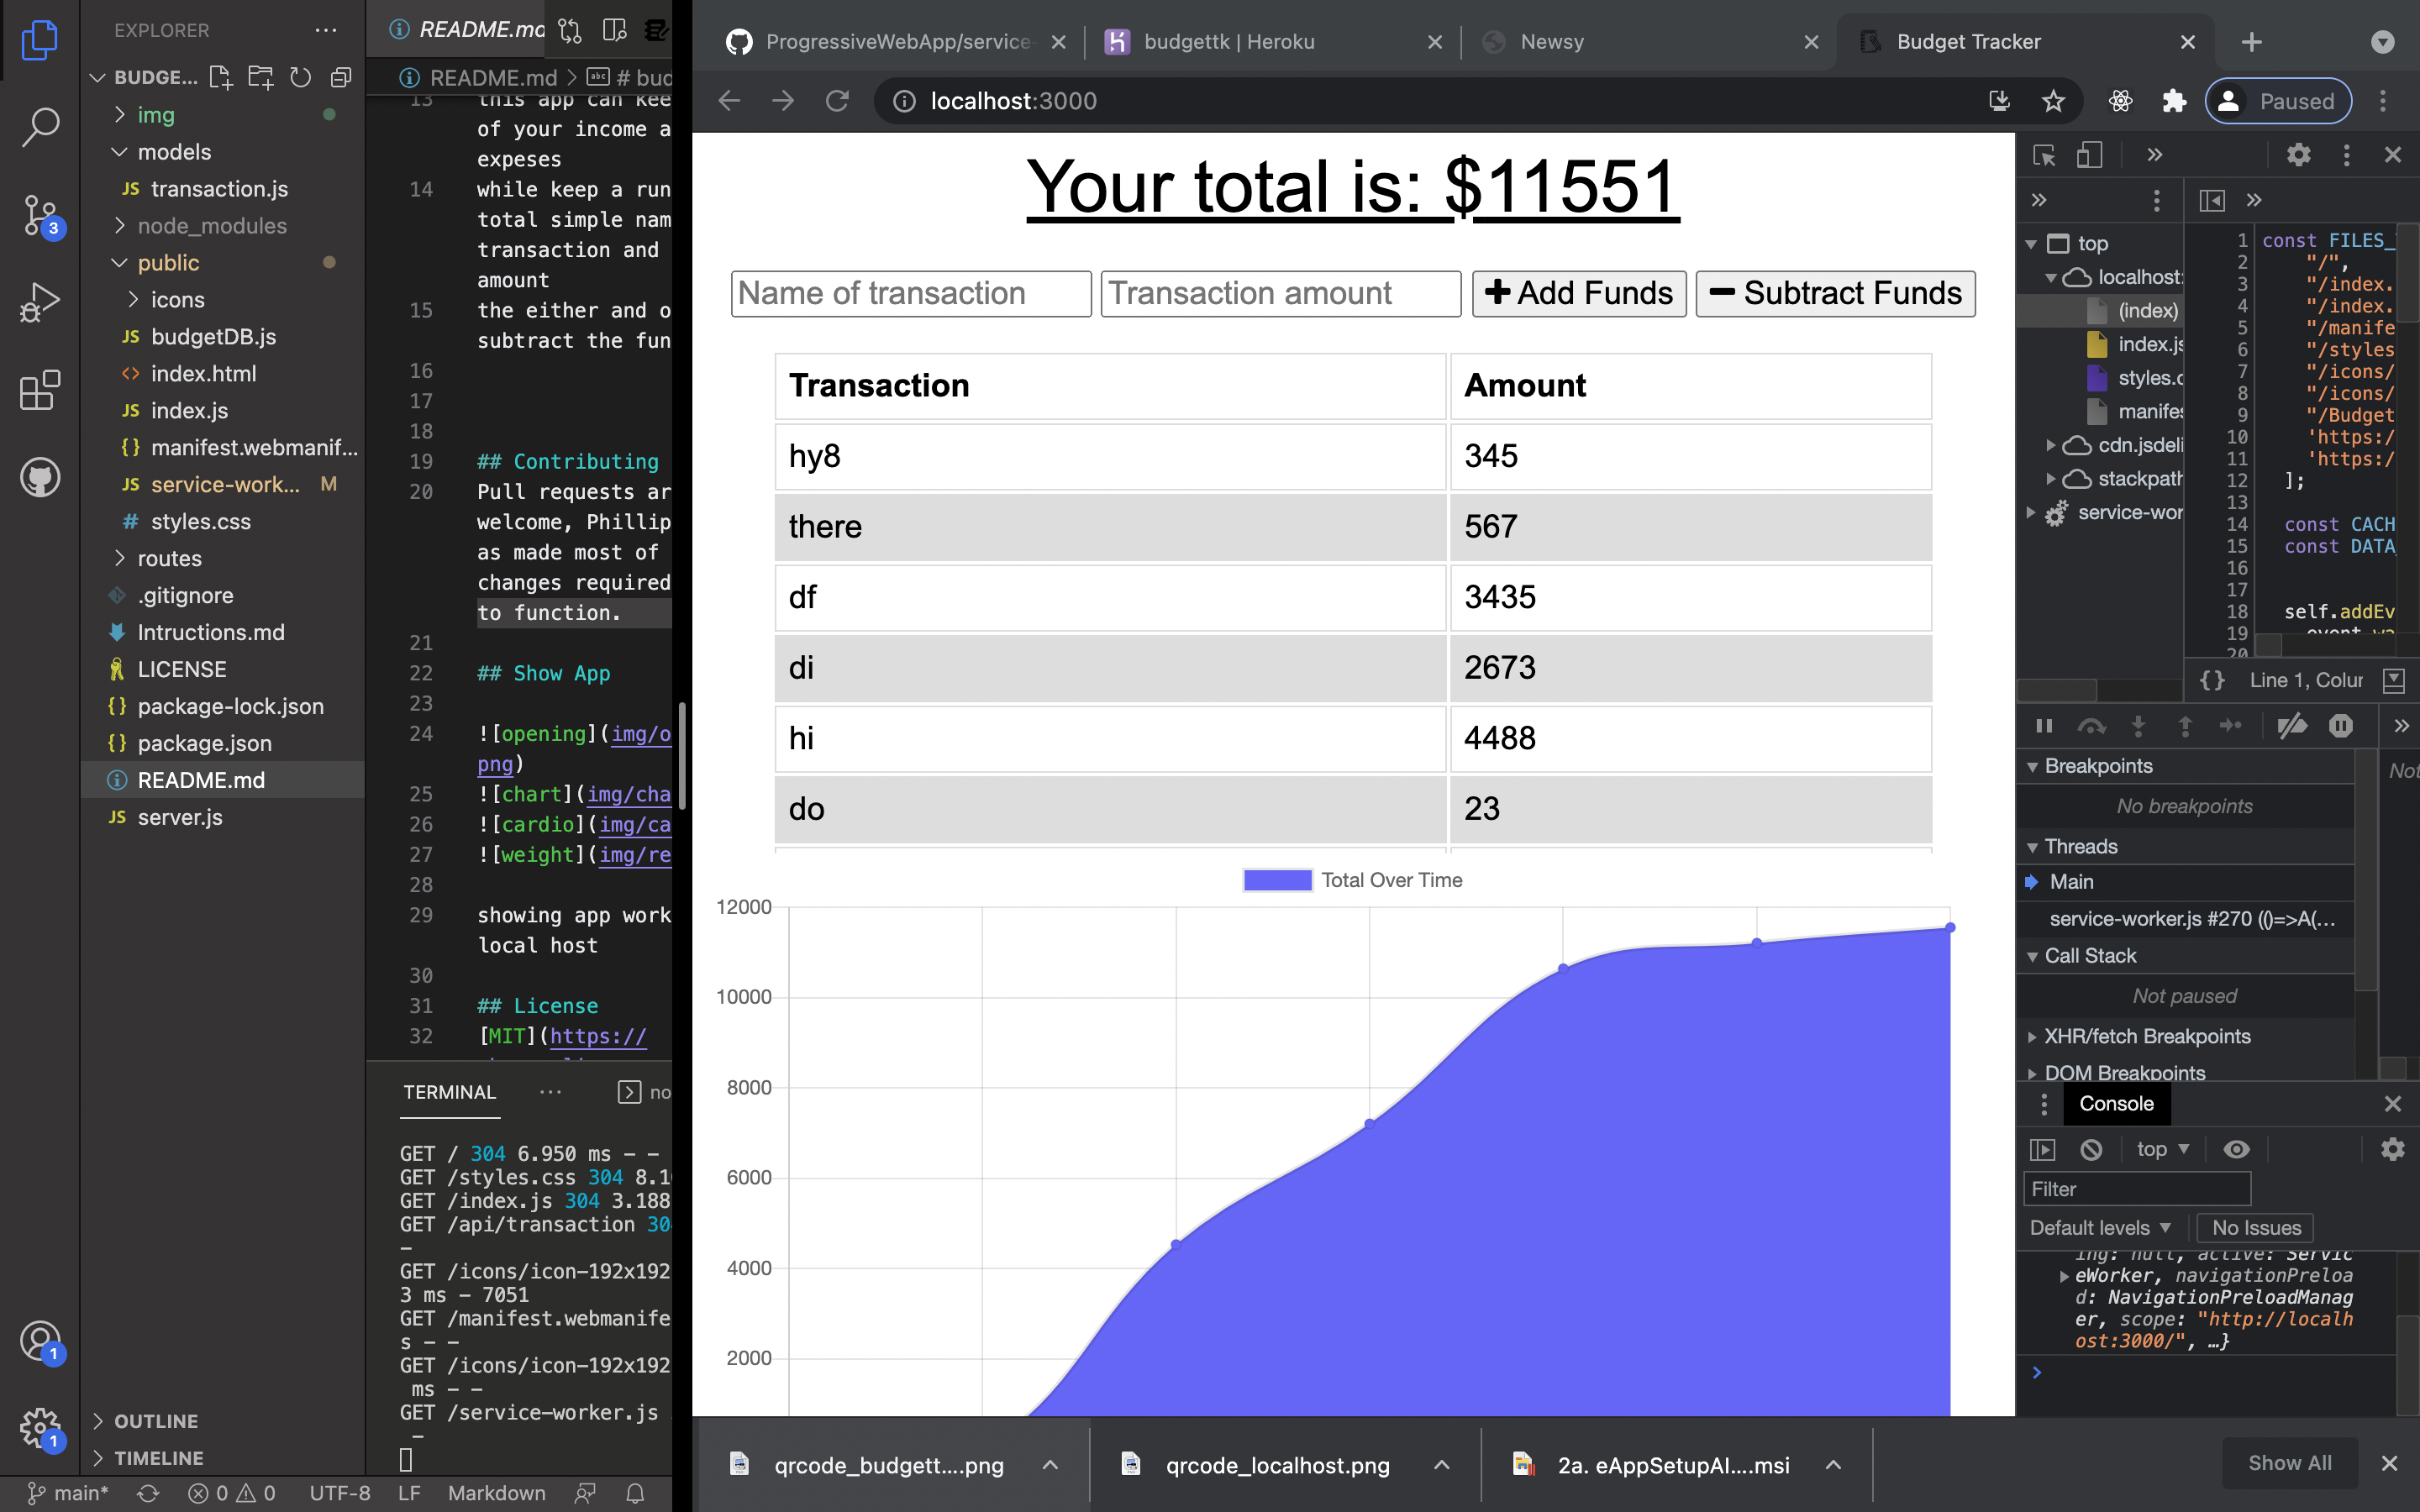 EXPLORER
BUDGE...
img
models
JS transaction.js
node_modules
public
icons
JS budgetDB.js
<> index.html
JS index.js
{} manifest.webmanif...
JS service-work... M
# styles.css
routes
.gitignore
Intructions.md
LICENSE
{} package-lock.json
{} package.json
README.md
JS server.js
OUTLINE
TIMELINE
3
1
1
README.md
README.md > abc # bud
13 this app can kee
of your income a
expeses
14 while keep a run
total simple nam
transaction and
amount
15 the either and o
subtract the fun
16
17
18
19 ## Contributing
20 Pull requests ar
welcome, Phillip
as made most of
changes required
to function.
21
22 ## Show App
23
24 ![opening](img/o
png)
25 ![chart](img/cha
26 ![cardio](img/ca
27 ![weight](img/re
28
29 showing app work
local host
30
31 ## License
32 [MIT](https://
TERMINAL ... no
GET / 304 6.950 ms - -
GET /styles.css 304 8.1
GET /index.js 304 3.188
GET /api/transaction 30
-
GET /icons/icon-192x192
3 ms - 7051
GET /manifest.webmanife
s - -
GET /icons/icon-192x192
ms - -
GET /service-worker.js
-
main* 0 0 UTF-8 LF Markdown
ProgressiveWebApp/service-
budgettk | Heroku
Newsy
Budget Tracker
localhost:3000
Paused
Your total is: $11551
Name of transaction Transaction amount + Add Funds - Subtract Funds
Transaction Amount
hy8 345
there 567
df 3435
di 2673
hi 4488
do 23
Total Over Time
12000
10000
8000
6000
4000
2000
top
localhost:
(index)
index.js
styles.c
manifes
cdn.jsdeli
stackpath
service-wor
1 const FILES_
2 "/",
3 "/index.
4 "/index.
5 "/manife
6 "/styles
7 "/icons/
8 "/icons/
9 "/Budget
10 'https:/
11 'https:/
12 ];
13
14 const CACH
15 const DATA
16
17
18 self.addEv
19 event.wa
20
{} Line 1, Colur
Breakpoints
No breakpoints
Not
Threads
Main
service-worker.js #270 (()=>A(...
Call Stack
Not paused
XHR/fetch Breakpoints
DOM Breakpoints
Console
top
Filter
Default levels No Issues
ing: null, active: Servic
eWorker, navigationPreloa
d: NavigationPreloadManag
er, scope: "http://localh
ost:3000/", …}
qrcode_budgett....png
qrcode_localhost.png
2a. eAppSetupAI....msi
Show All